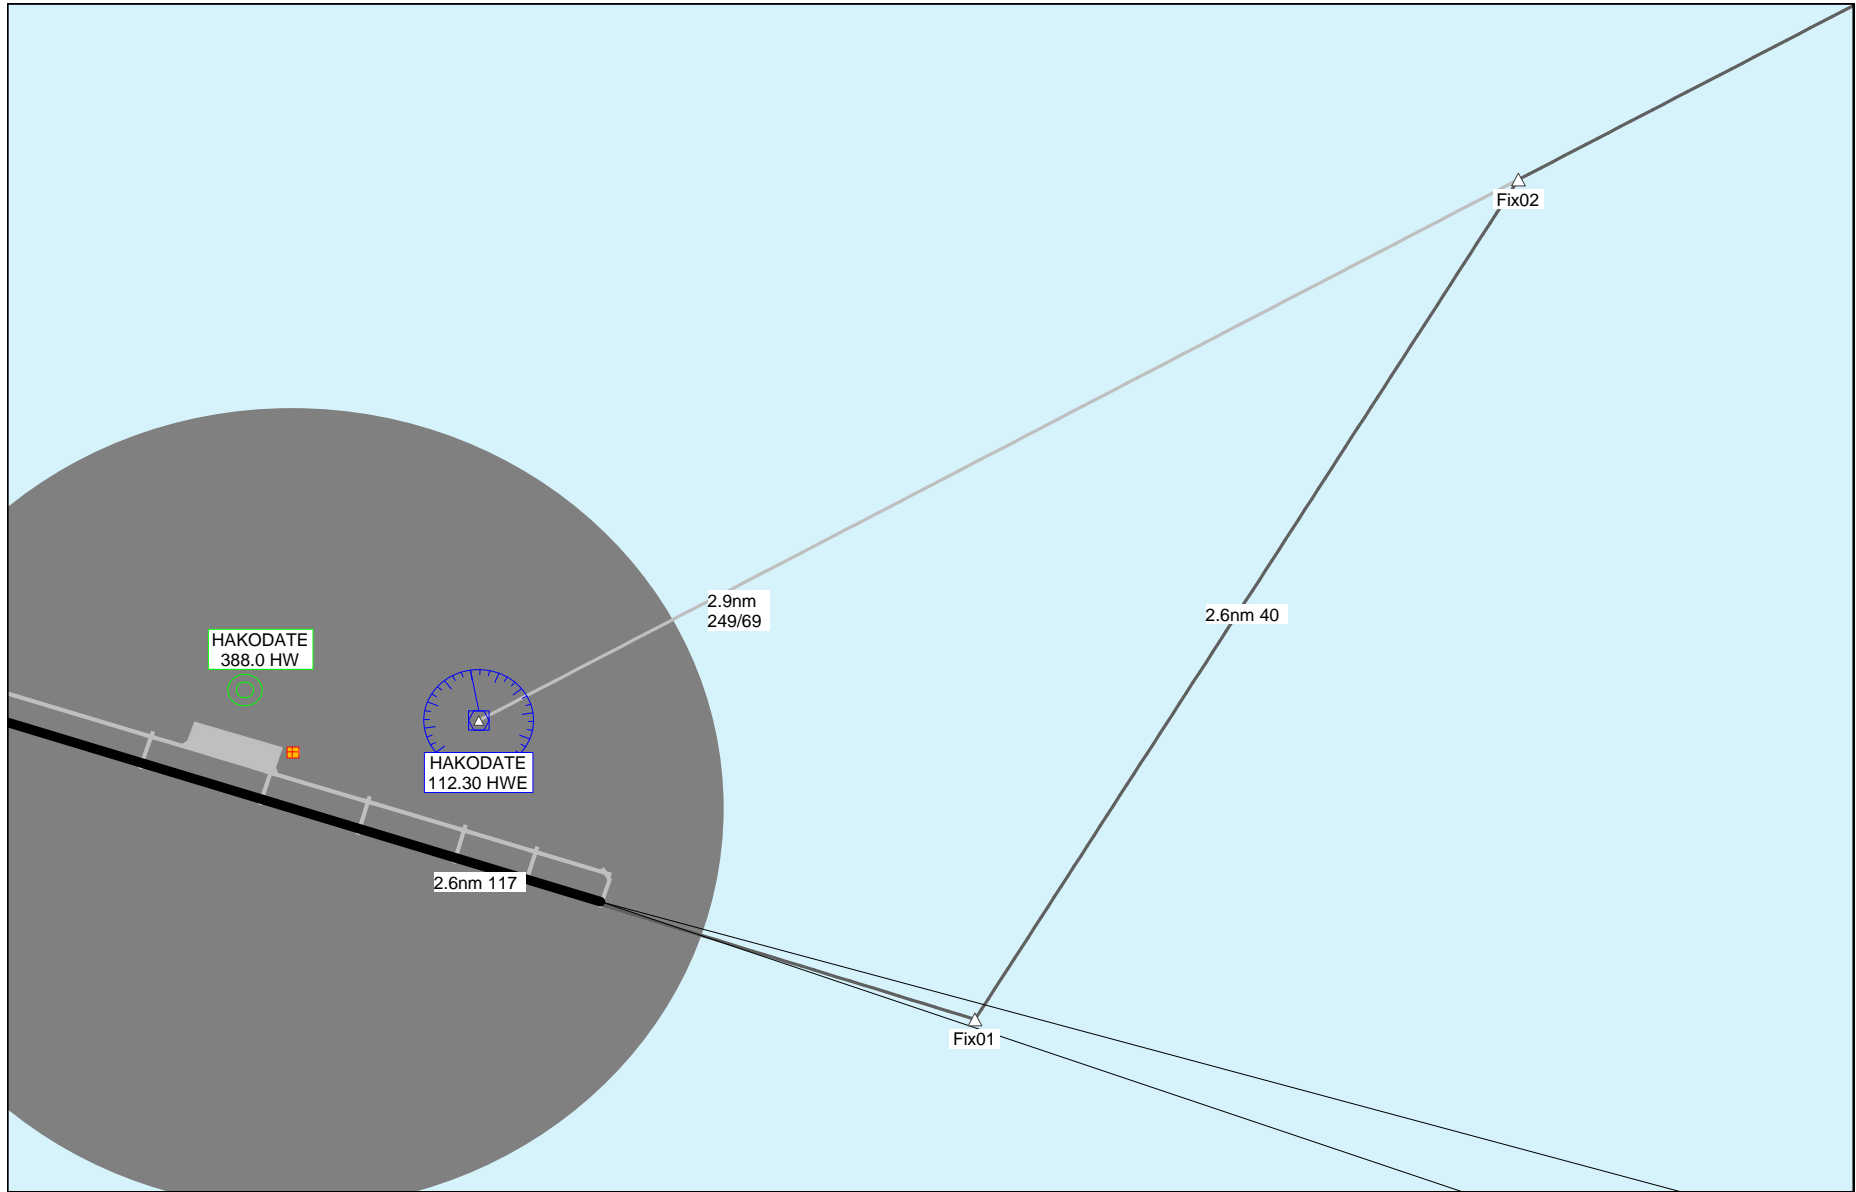 Fix02
2.9nm
249/69
2.6nm 40
HAKODATE
388.0 HW
HAKODATE
112.30 HWE
2.6nm 117
Fix01